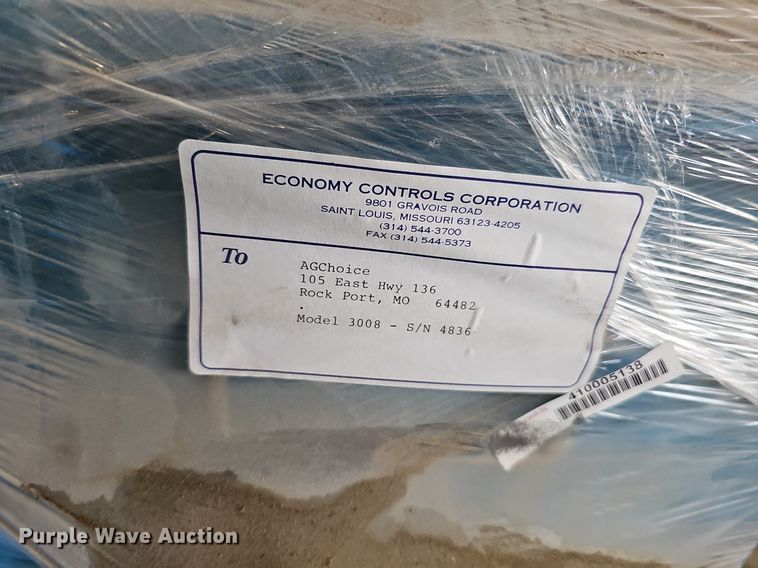 ECONOMY CONTROLS CORPORATION
9801 GRAVOIS ROAD
SAINT LOUIS, MISSOURI 63123-4205
(314) 544-3700
FAX (314) 544-5373
To
AGChoice
105 East Hwy 136
Rock Port, MO 64482
.
Model 3008 - S/N 4836
410005138
Purple Wave Auction